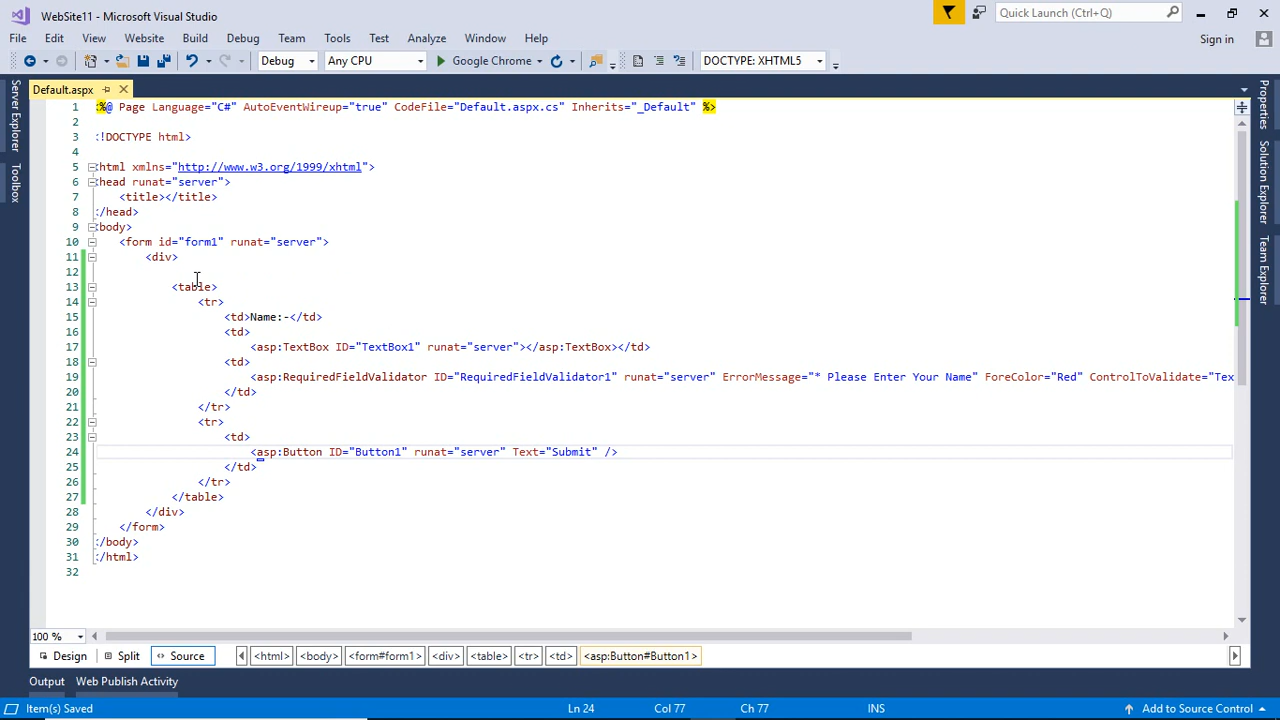 WebSite11 - Microsoft Visual Studio
Quick Launch (Ctrl+Q)
File Edit View Website Build Debug Team Tools Test Analyze Window Help
Sign in
Debug Any CPU Google Chrome DOCTYPE: XHTML5
Default.aspx
Server Explorer
Toolbox
Properties
Solution Explorer
Team Explorer
1 %@ Page Language="C#" AutoEventWireup="true" CodeFile="Default.aspx.cs" Inherits="_Default" %>
2
3 !DOCTYPE html>
4
5 html xmlns="http://www.w3.org/1999/xhtml">
6 head runat="server">
7 <title></title>
8 /head>
9 body>
10 <form id="form1" runat="server">
11 <div>
12
13 <table>
14 <tr>
15 <td>Name:-</td>
16 <td>
17 <asp:TextBox ID="TextBox1" runat="server"></asp:TextBox></td>
18 <td>
19 <asp:RequiredFieldValidator ID="RequiredFieldValidator1" runat="server" ErrorMessage="* Please Enter Your Name" ForeColor="Red" ControlToValidate="Tex
20 </td>
21 </tr>
22 <tr>
23 <td>
24 <asp:Button ID="Button1" runat="server" Text="Submit" />
25 </td>
26 </tr>
27 </table>
28 </div>
29 </form>
30 /body>
31 /html>
32
100 %
Design Split Source <html> <body> <form#form1> <div> <table> <tr> <td> <asp:Button#Button1>
Output Web Publish Activity
Item(s) Saved Ln 24 Col 77 Ch 77 INS Add to Source Control